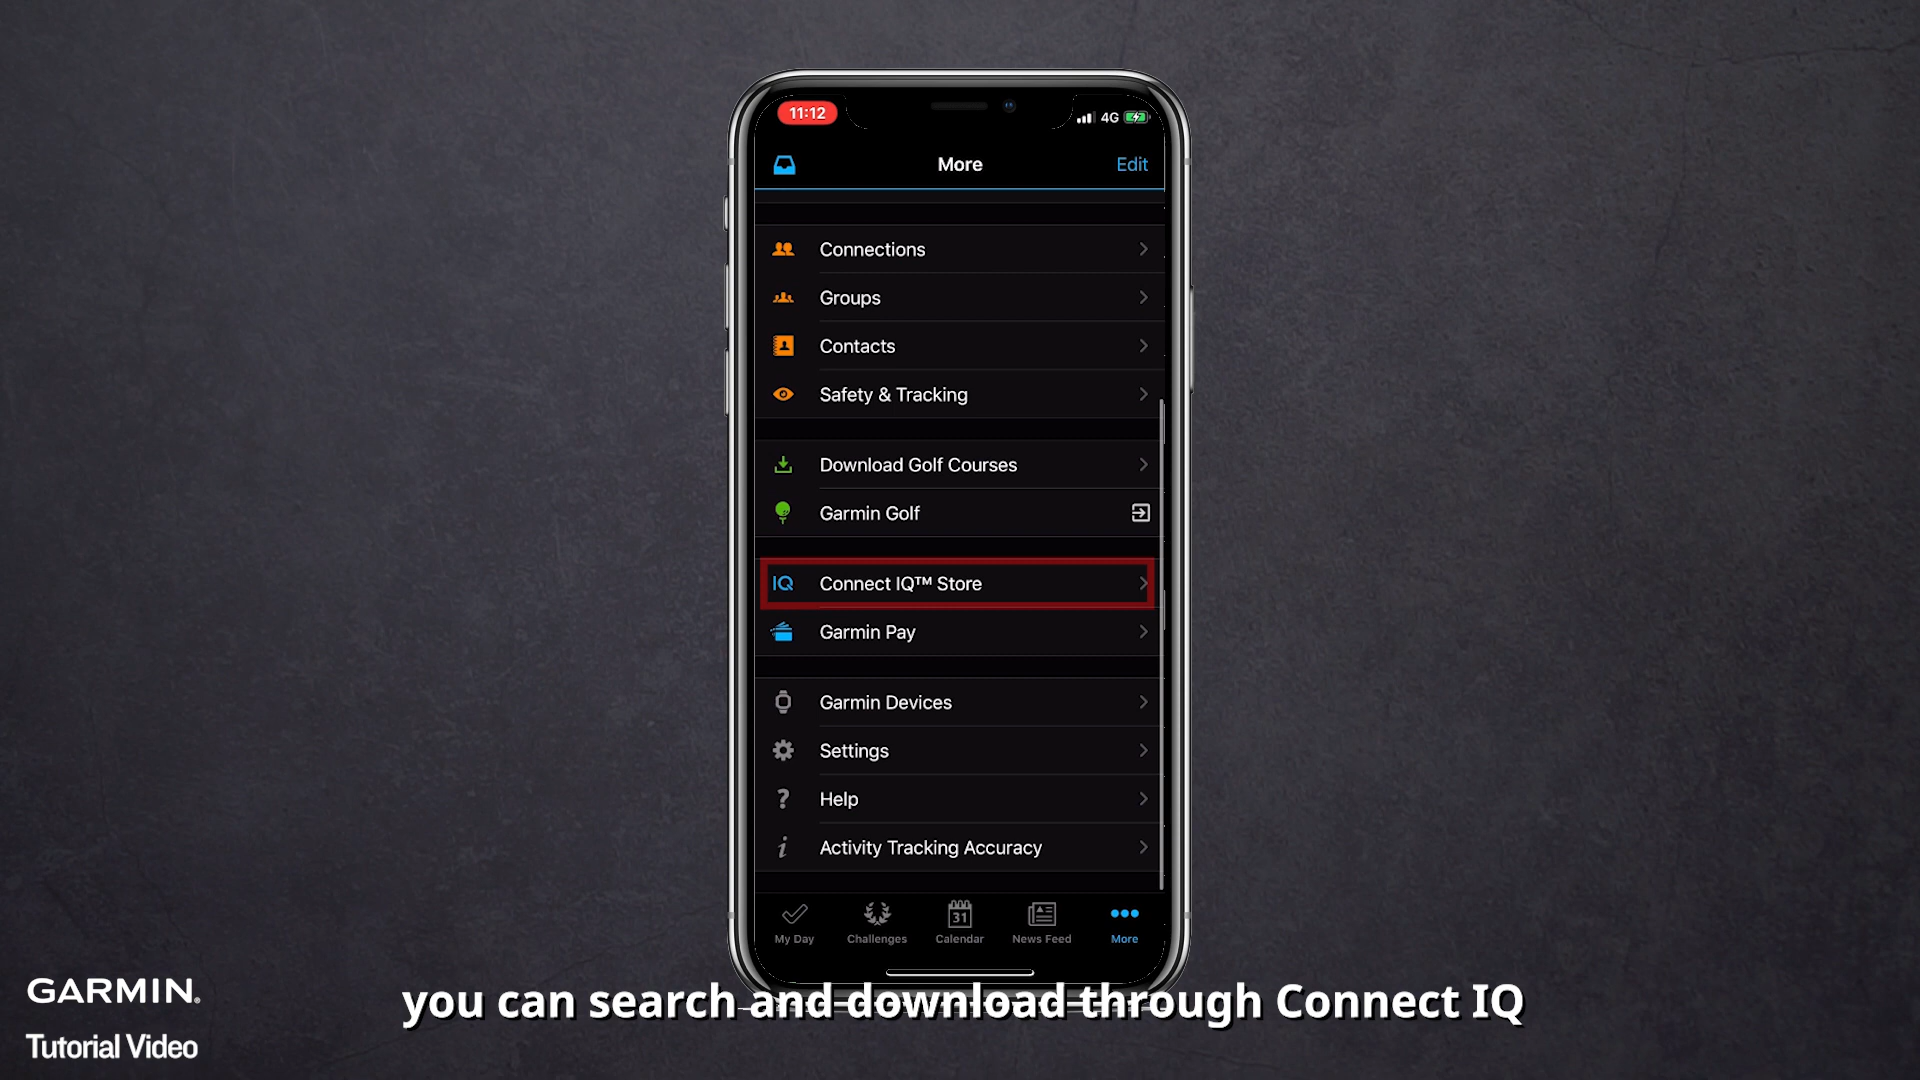 11:12
4G
More
Edit
Connections
Groups
Contacts
Safety & Tracking
Download Golf Courses
Garmin Golf
IQ
Connect IQ™ Store
Garmin Pay
Garmin Devices
Settings
?
Help
i
Activity Tracking Accuracy
31
My Day
Challenges
Calendar
News Feed
More
GARMIN®
Tutorial Video
you can search and download through Connect IQ